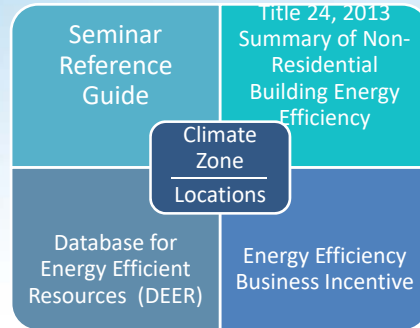 Seminar
Reference
Guide
Title 24, 2013
Summary of Non-
Residential
Building Energy
Efficiency
Climate
Zone
Locations
Database for
Energy Efficient
Resources (DEER)
Energy Efficiency
Business Incentive